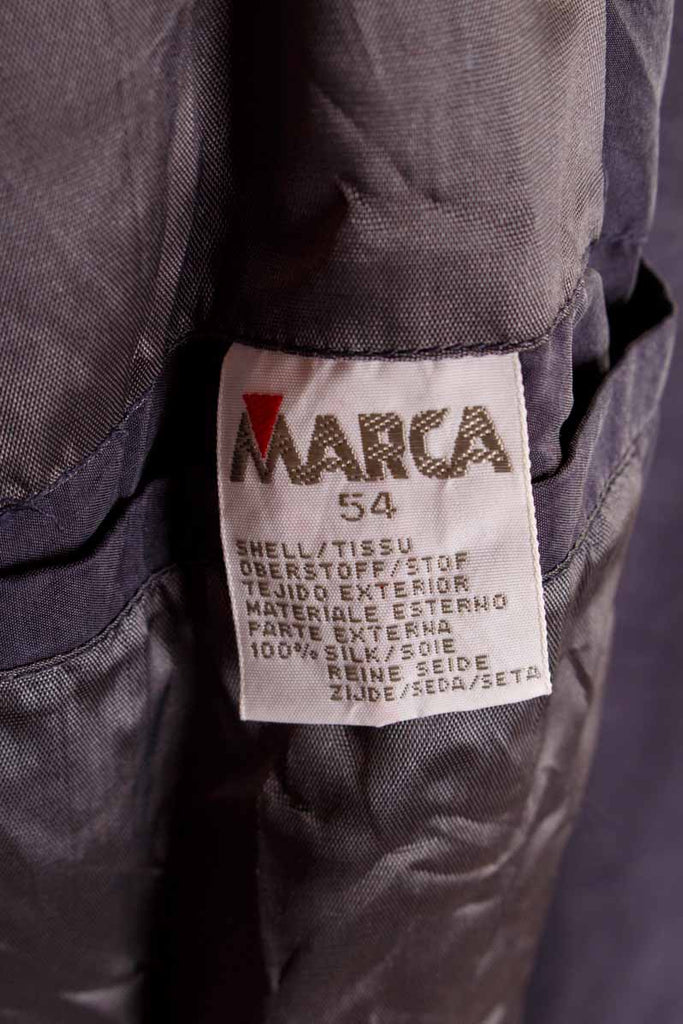 MARCA
54
SHELL/TISSU
OBERSTOFF/STOF
TEJIDO EXTERIOR
MATERIALE ESTERNO
PARTE EXTERNA
100% SILK/SOIE
REINE SEIDE
ZIJDE/SEDA/SETA